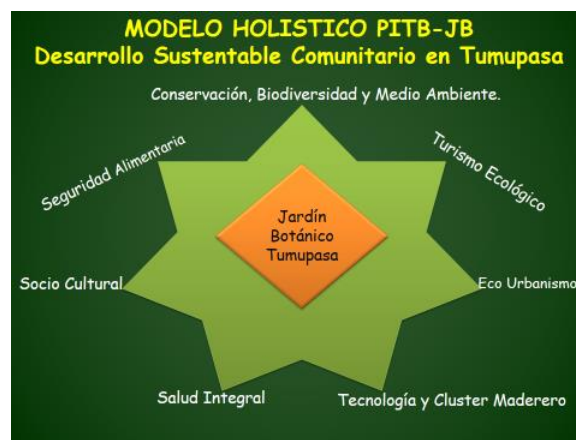 MODELO HOLISTICO PITB-JB
Desarrollo Sustentable Comunitario en Tumupasa
Conservación, Biodiversidad y Medio Ambiente.
Seguridad Alimentaria
Turismo Ecológico
Jardín
Botánico
Tumupasa
Socio Cultural
Eco Urbanismo
Salud Integral
Tecnología y Cluster Maderero